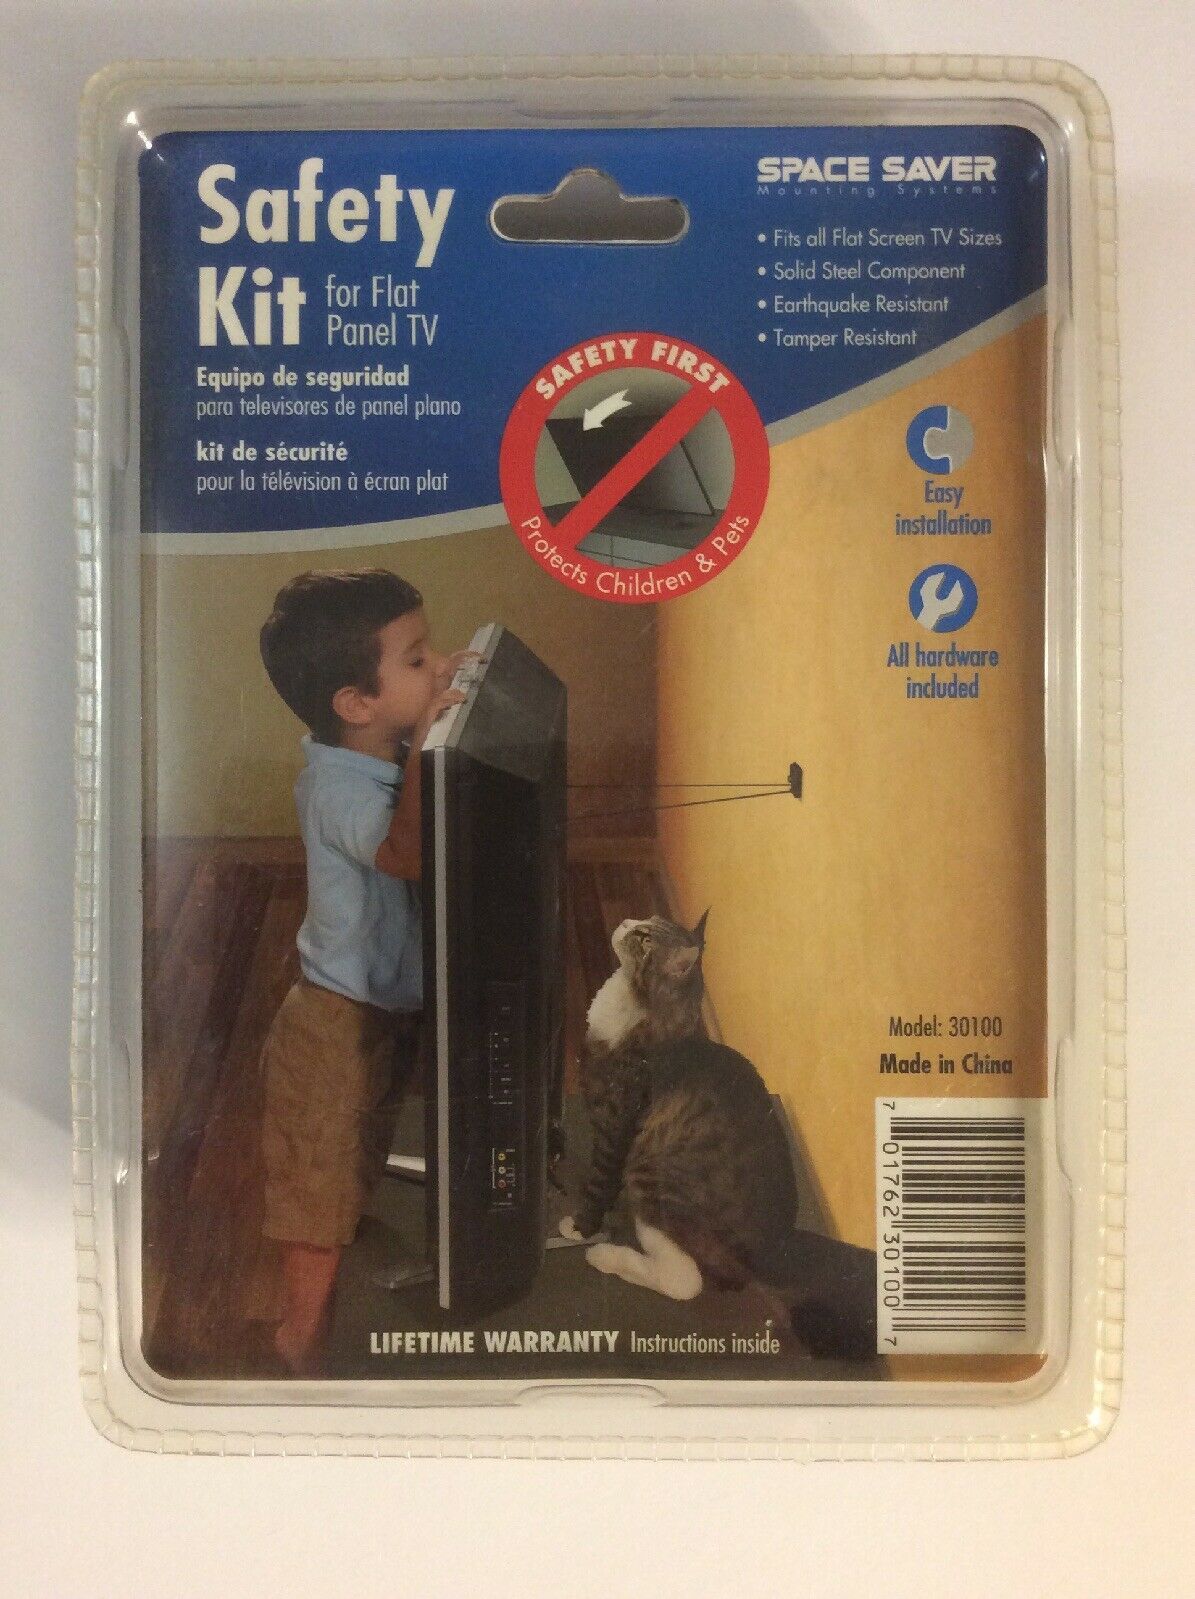 Safety
Kit for Flat
Panel TV
Equipo de seguridad
para televisores de panel plano
kit de sécurité
pour la télévision à écran plat
SPACE SAVER
Mounting Systems
• Fits all Flat Screen TV Sizes
• Solid Steel Component
• Earthquake Resistant
• Tamper Resistant
SAFETY FIRST
Protects Children & Pets
Easy
installation
All hardware
included
Model: 30100
Made in China
7 01762 30100 7
LIFETIME WARRANTY Instructions inside